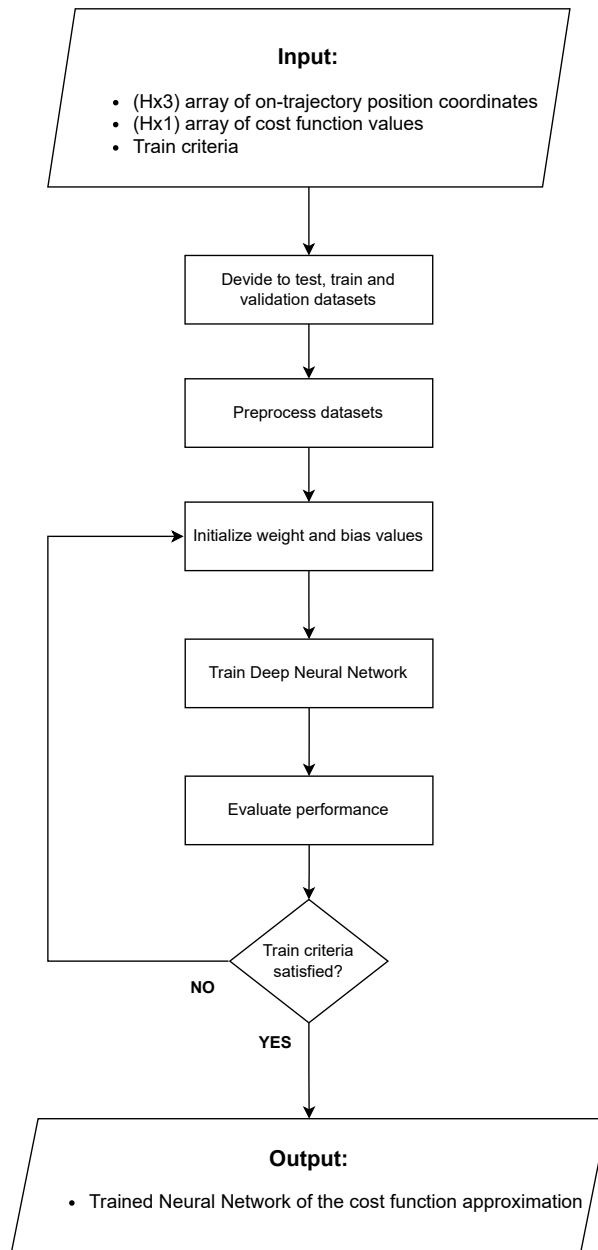 Input:
• (Hx3) array of on-trajectory position coordinates
• (Hx1) array of cost function values
• Train criteria
Devide to test, train and
validation datasets
Preprocess datasets
Initialize weight and bias values
Train Deep Neural Network
Evaluate performance
Train criteria
satisfied?
NO
YES
Output:
• Trained Neural Network of the cost function approximation